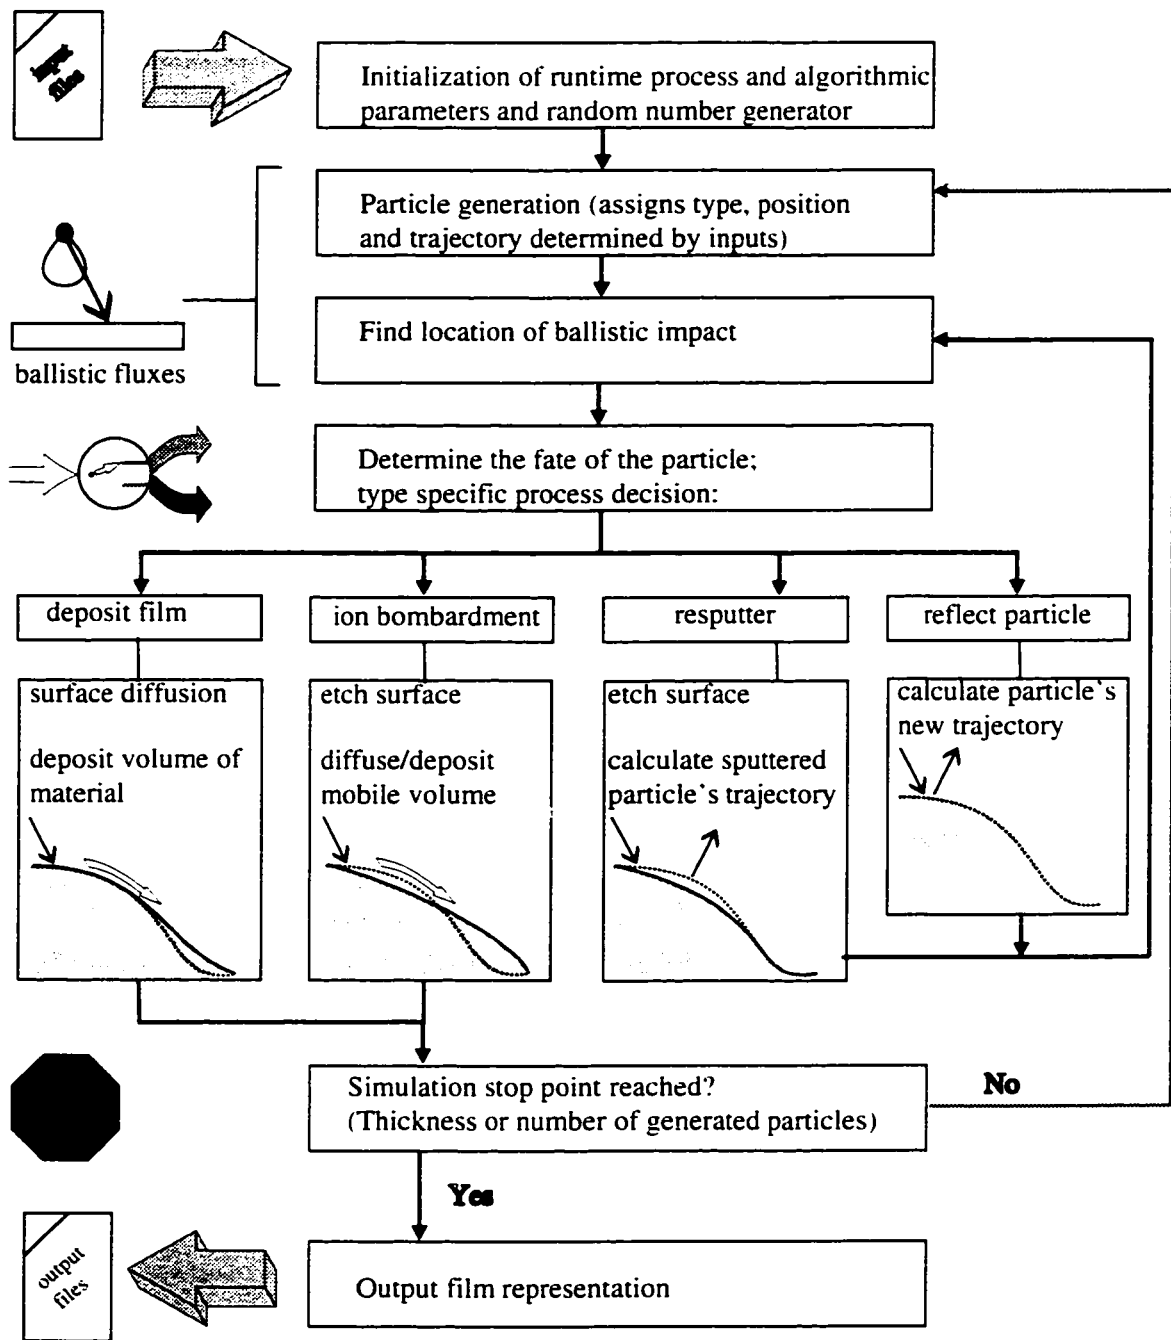 input
files
Initialization of runtime process and algorithmic
parameters and random number generator
Particle generation (assigns type, position
and trajectory determined by inputs)
Find location of ballistic impact
ballistic fluxes
Determine the fate of the particle;
type specific process decision:
deposit film
ion bombardment
resputter
reflect particle
surface diffusion
deposit volume of
material
etch surface
diffuse/deposit
mobile volume
etch surface
calculate sputtered
particle's trajectory
calculate particle's
new trajectory
Simulation stop point reached?
(Thickness or number of generated particles)
No
Yes
output
files
Output film representation